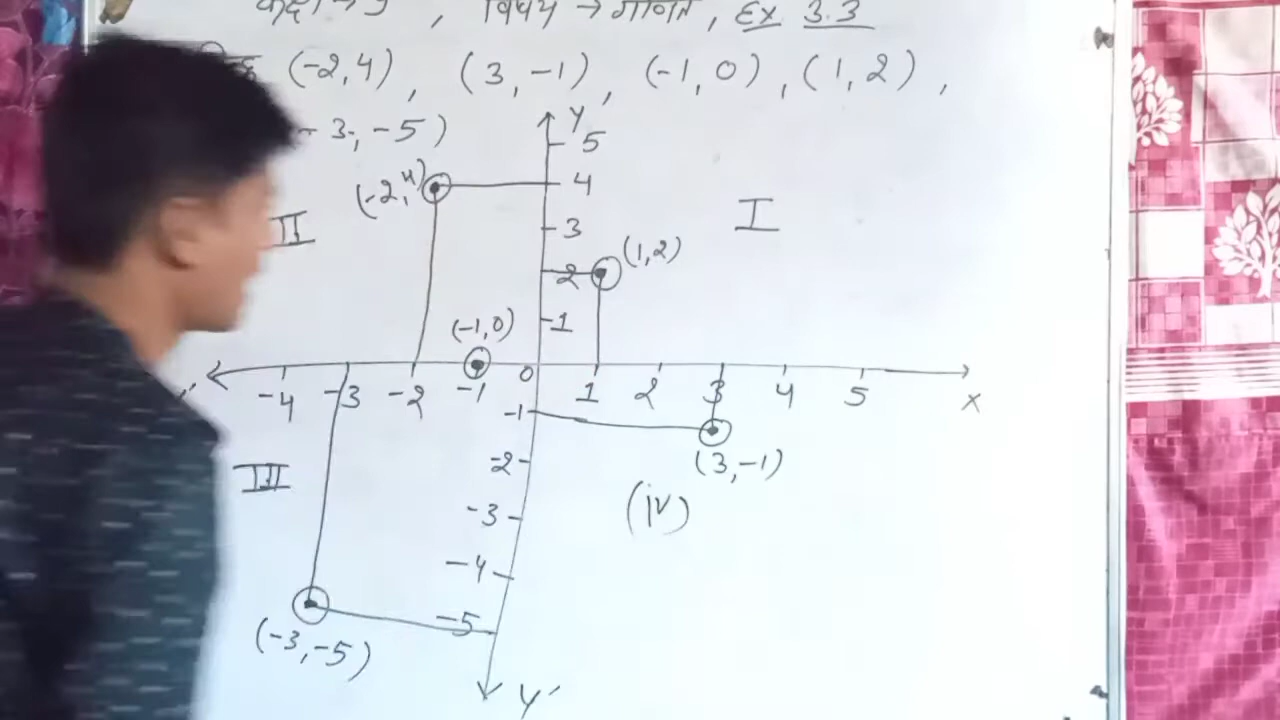 कक्षा → 9 , विषय → गणित, Ex 3.3
(-2,4) , (3,-1) , (-1,0) , (1,2) ,
-3, -5)
Y
5
(-2,4) 4
II 3 I
(1,2)
2
(-1,0) 1
-4 -3 -2 -1 0 1 2 3 4 5 X
-1
-2 (3,-1)
III
-3 (iv)
-4
-5
(-3,-5)
Y'